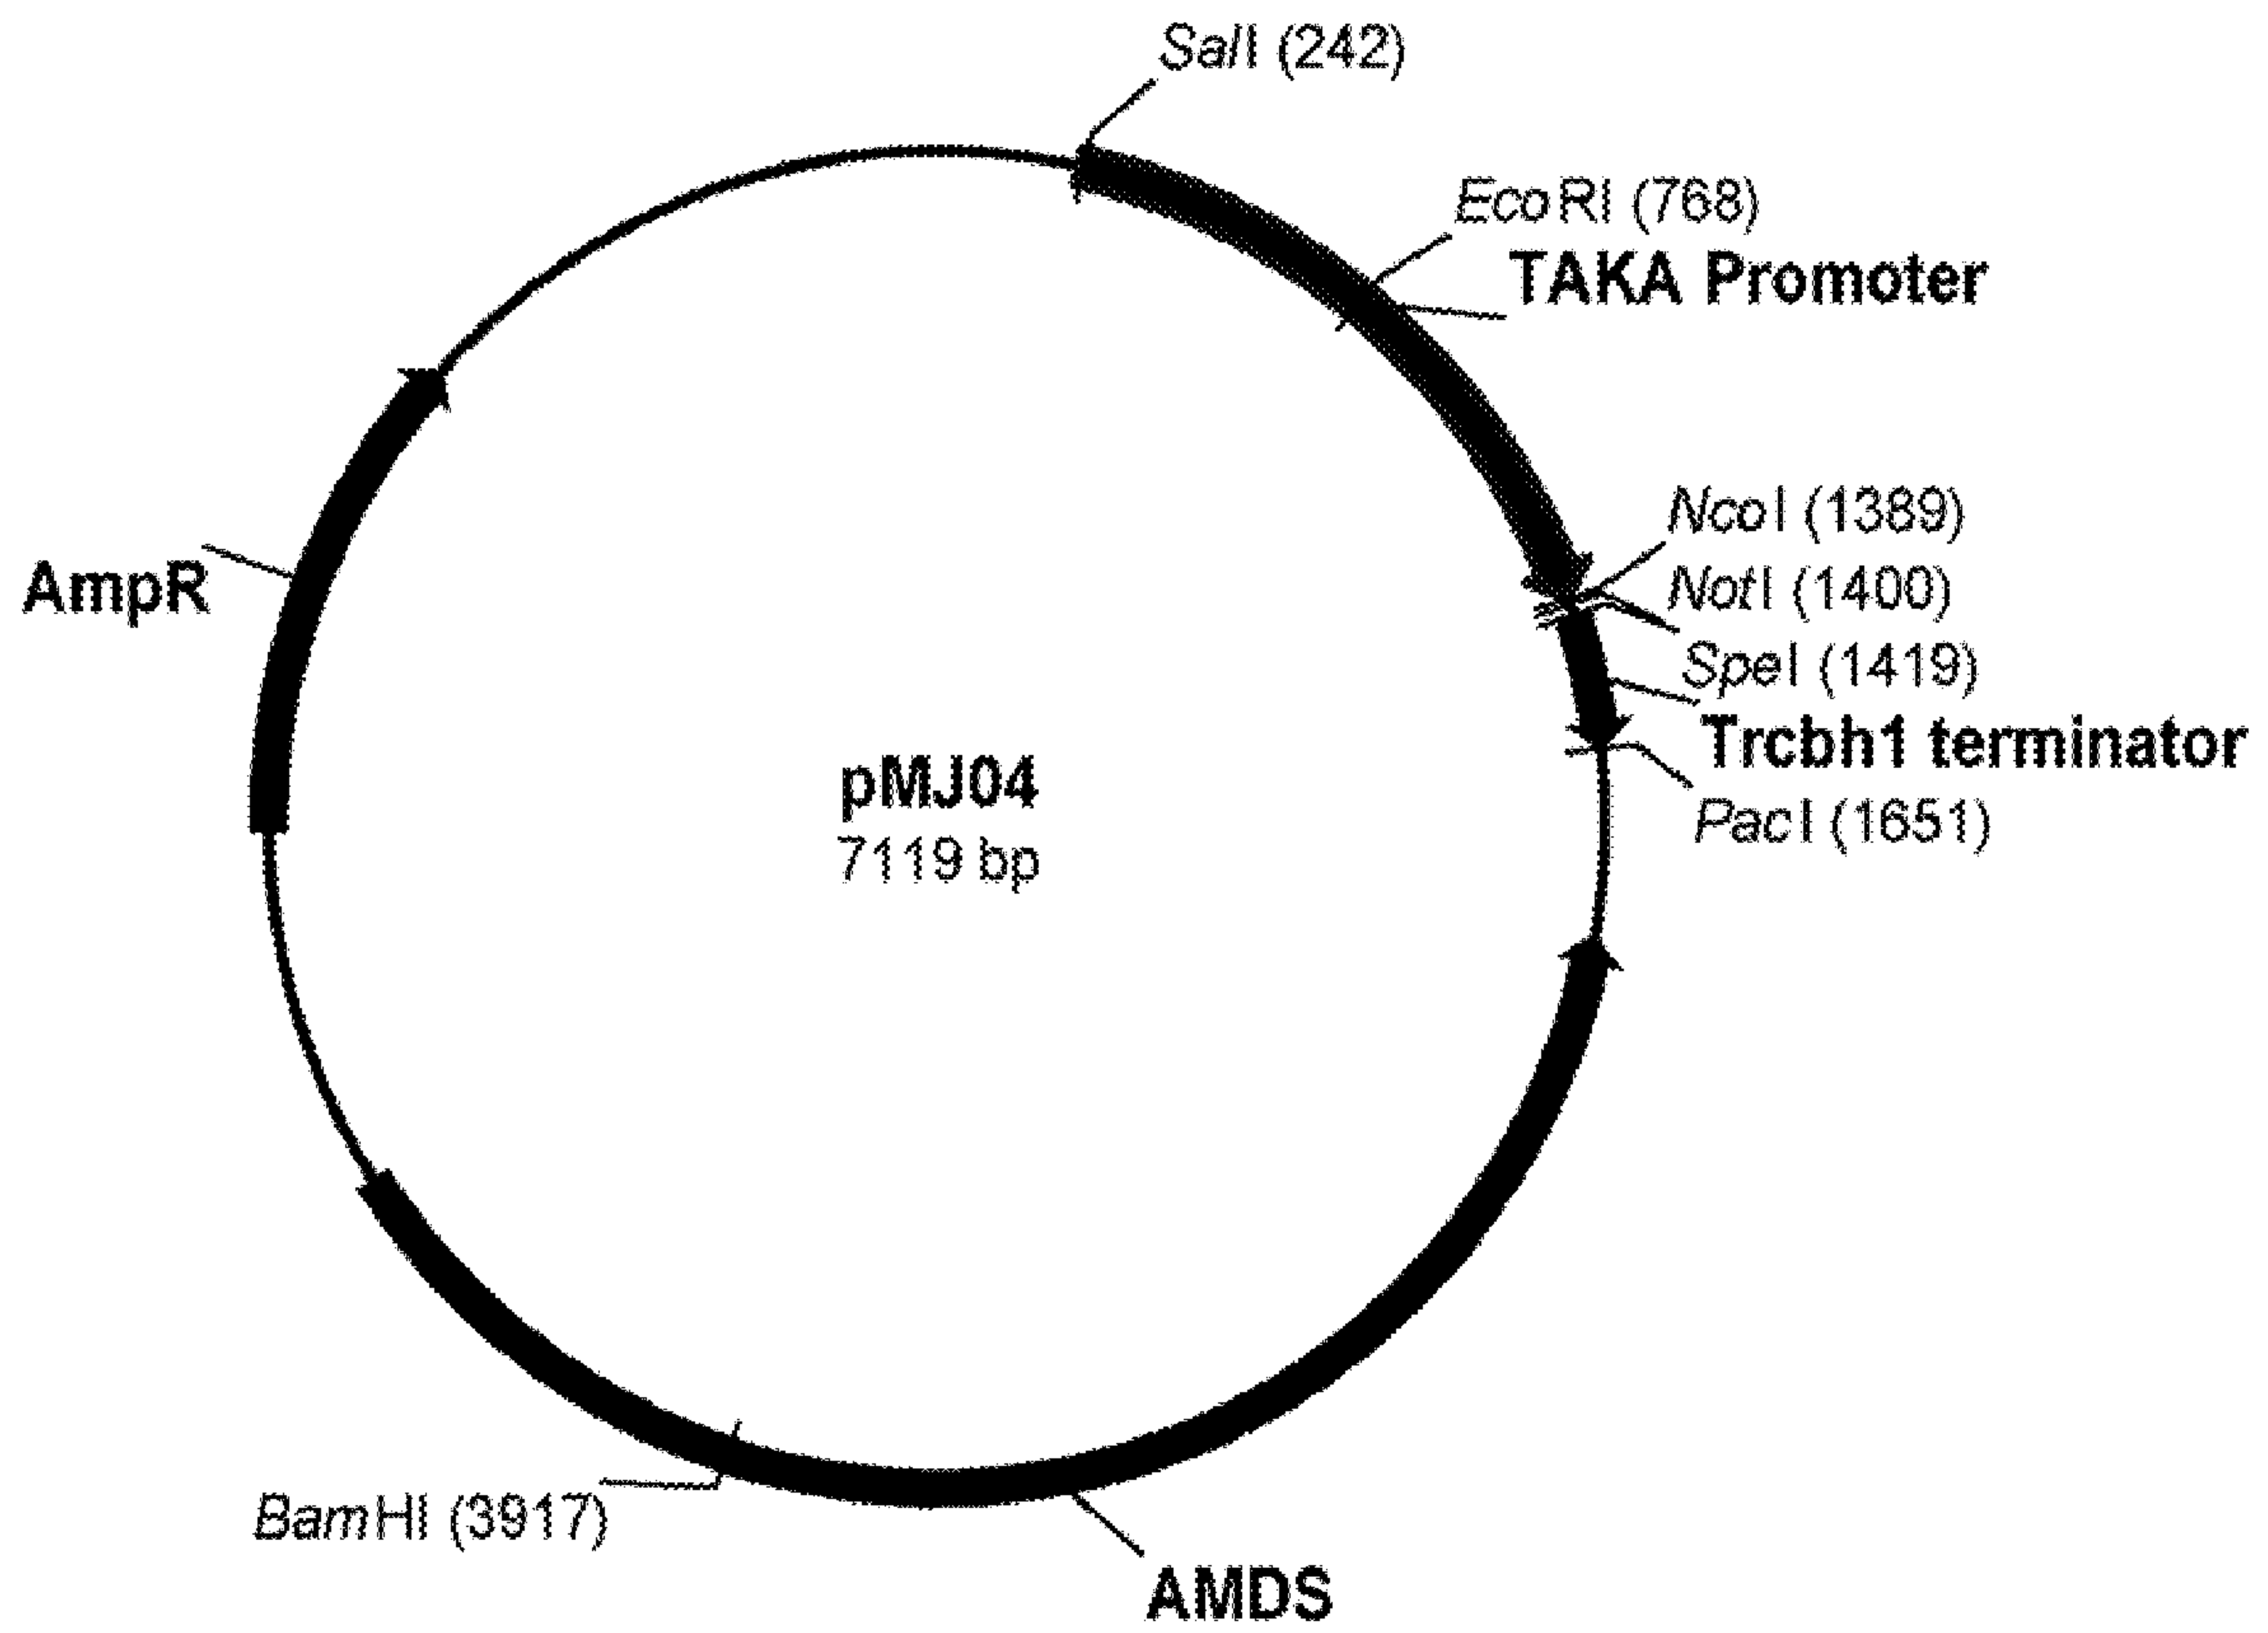 SalI (242)
EcoRI (768)
TAKA Promoter
NcoI (1389)
NotI (1400)
SpeI (1419)
Trcbh1 terminator
PacI (1651)
AmpR
pMJ04
7119 bp
BamHI (3917)
AMDS